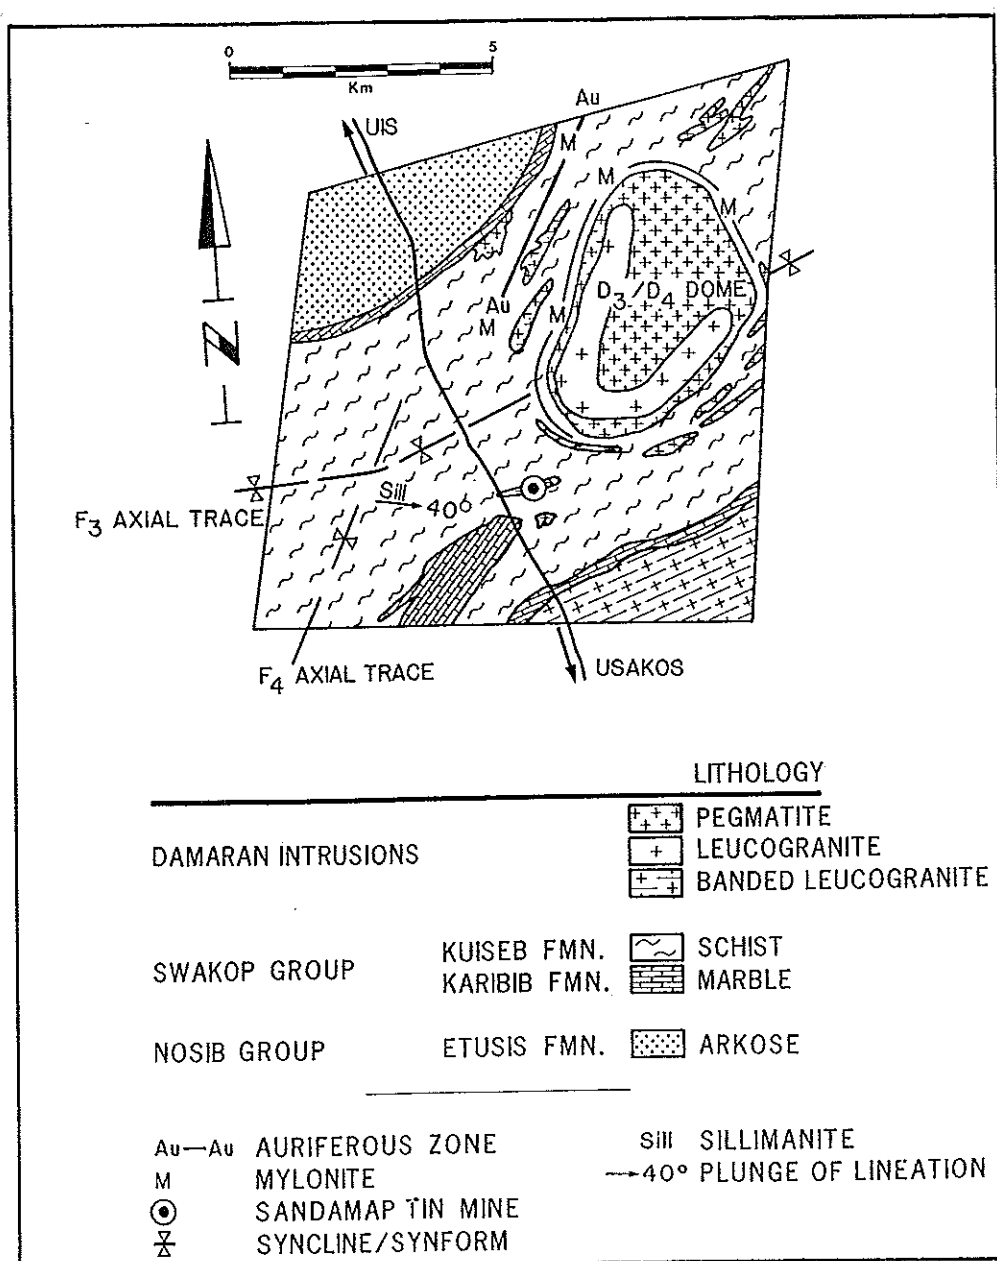 0 5
Km
Au
UIS
M
M
M
D3/D4 DOME
Au
M
M
Sill
40°
F3 AXIAL TRACE
F4 AXIAL TRACE
USAKOS
N
LITHOLOGY
DAMARAN INTRUSIONS
PEGMATITE
+ LEUCOGRANITE
BANDED LEUCOGRANITE
SWAKOP GROUP
KUISEB FMN. SCHIST
KARIBIB FMN. MARBLE
NOSIB GROUP ETUSIS FMN. ARKOSE
Au—Au AURIFEROUS ZONE Sill SILLIMANITE
M MYLONITE →40° PLUNGE OF LINEATION
SANDAMAP TIN MINE
SYNCLINE/SYNFORM